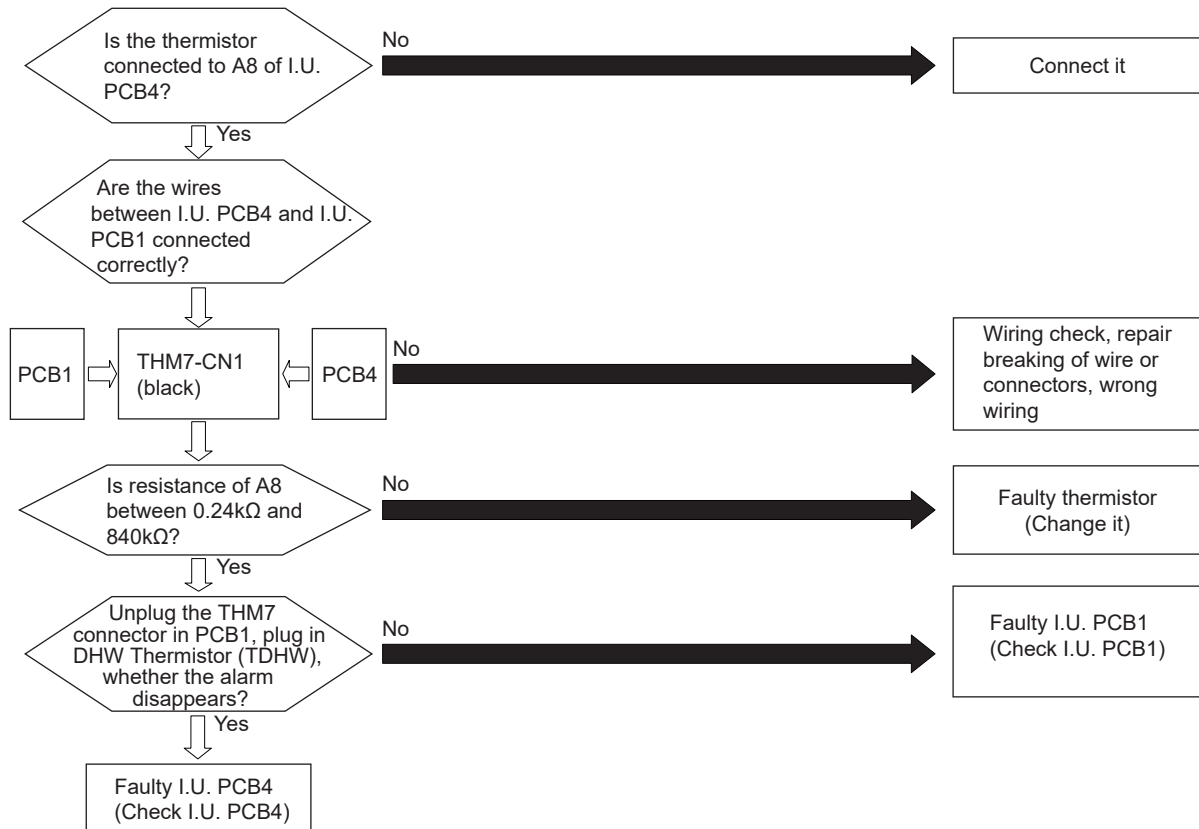 Is the thermistor
connected to A8 of I.U.
PCB4?
No
Connect it
Yes
Are the wires
between I.U. PCB4 and I.U.
PCB1 connected
correctly?
PCB1
THM7-CN1
(black)
PCB4
No
Wiring check, repair
breaking of wire or
connectors, wrong
wiring
Is resistance of A8
between 0.24kΩ and
840kΩ?
No
Faulty thermistor
(Change it)
Yes
Unplug the THM7
connector in PCB1, plug in
DHW Thermistor (TDHW),
whether the alarm
disappears?
No
Faulty I.U. PCB1
(Check I.U. PCB1)
Yes
Faulty I.U. PCB4
(Check I.U. PCB4)